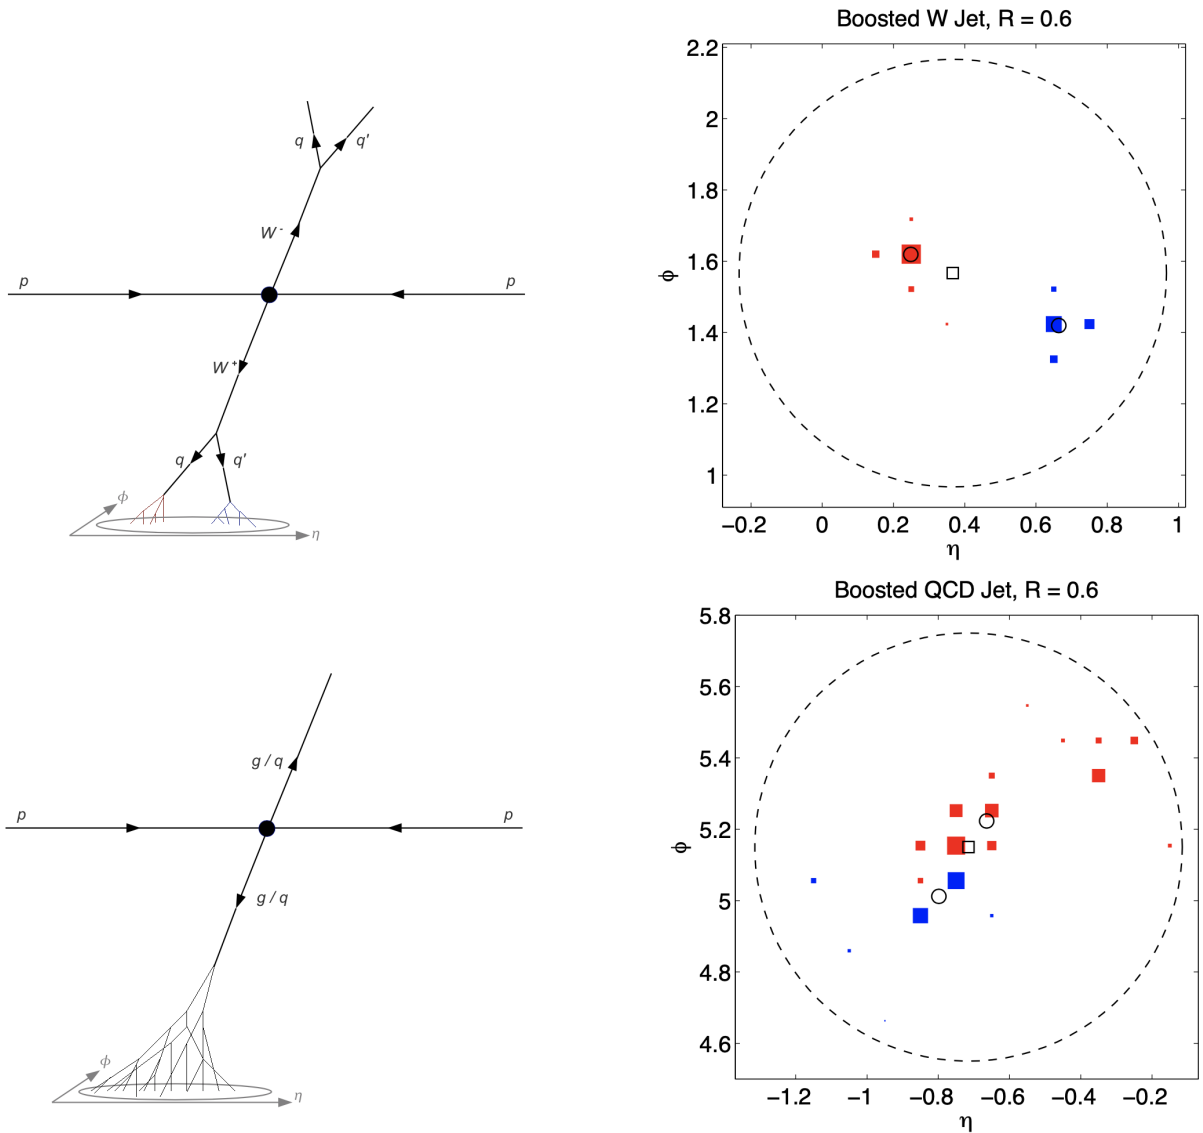 q
q'
W -
p
p
W +
q
q'
ϕ
η
Boosted W Jet, R = 0.6
2.2
2
1.8
1.6
1.4
1.2
1
ϕ
−0.2 0 0.2 0.4 0.6 0.8 1
η
g / q
p
p
g / q
ϕ
η
Boosted QCD Jet, R = 0.6
5.8
5.6
5.4
5.2
5
4.8
4.6
ϕ
−1.2 −1 −0.8 −0.6 −0.4 −0.2
η